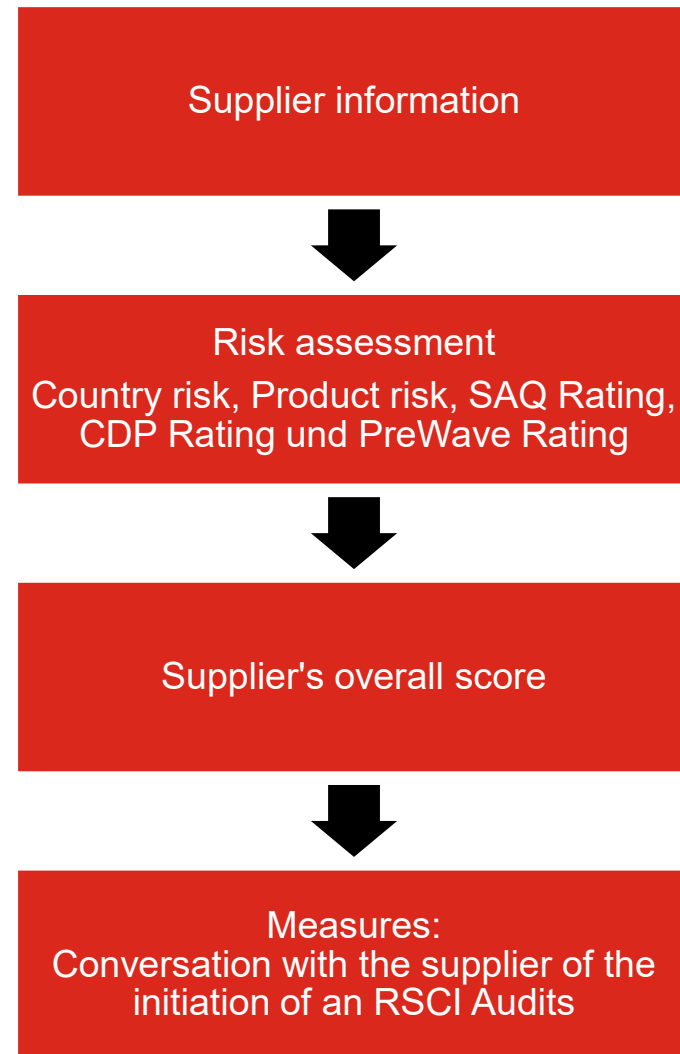 Supplier information
Risk assessment
Country risk, Product risk, SAQ Rating,
CDP Rating und PreWave Rating
Supplier's overall score
Measures:
Conversation with the supplier of the
initiation of an RSCI Audits